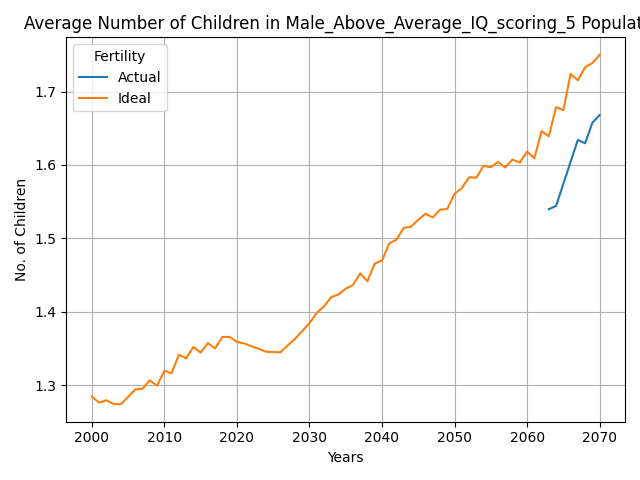 Average Number of Children in Male_Above_Average_IQ_scoring_5 Populat
Fertility
Actual
Ideal
No. of Children
1.7
1.6
1.5
1.4
1.3
2000 2010 2020 2030 2040 2050 2060 2070
Years